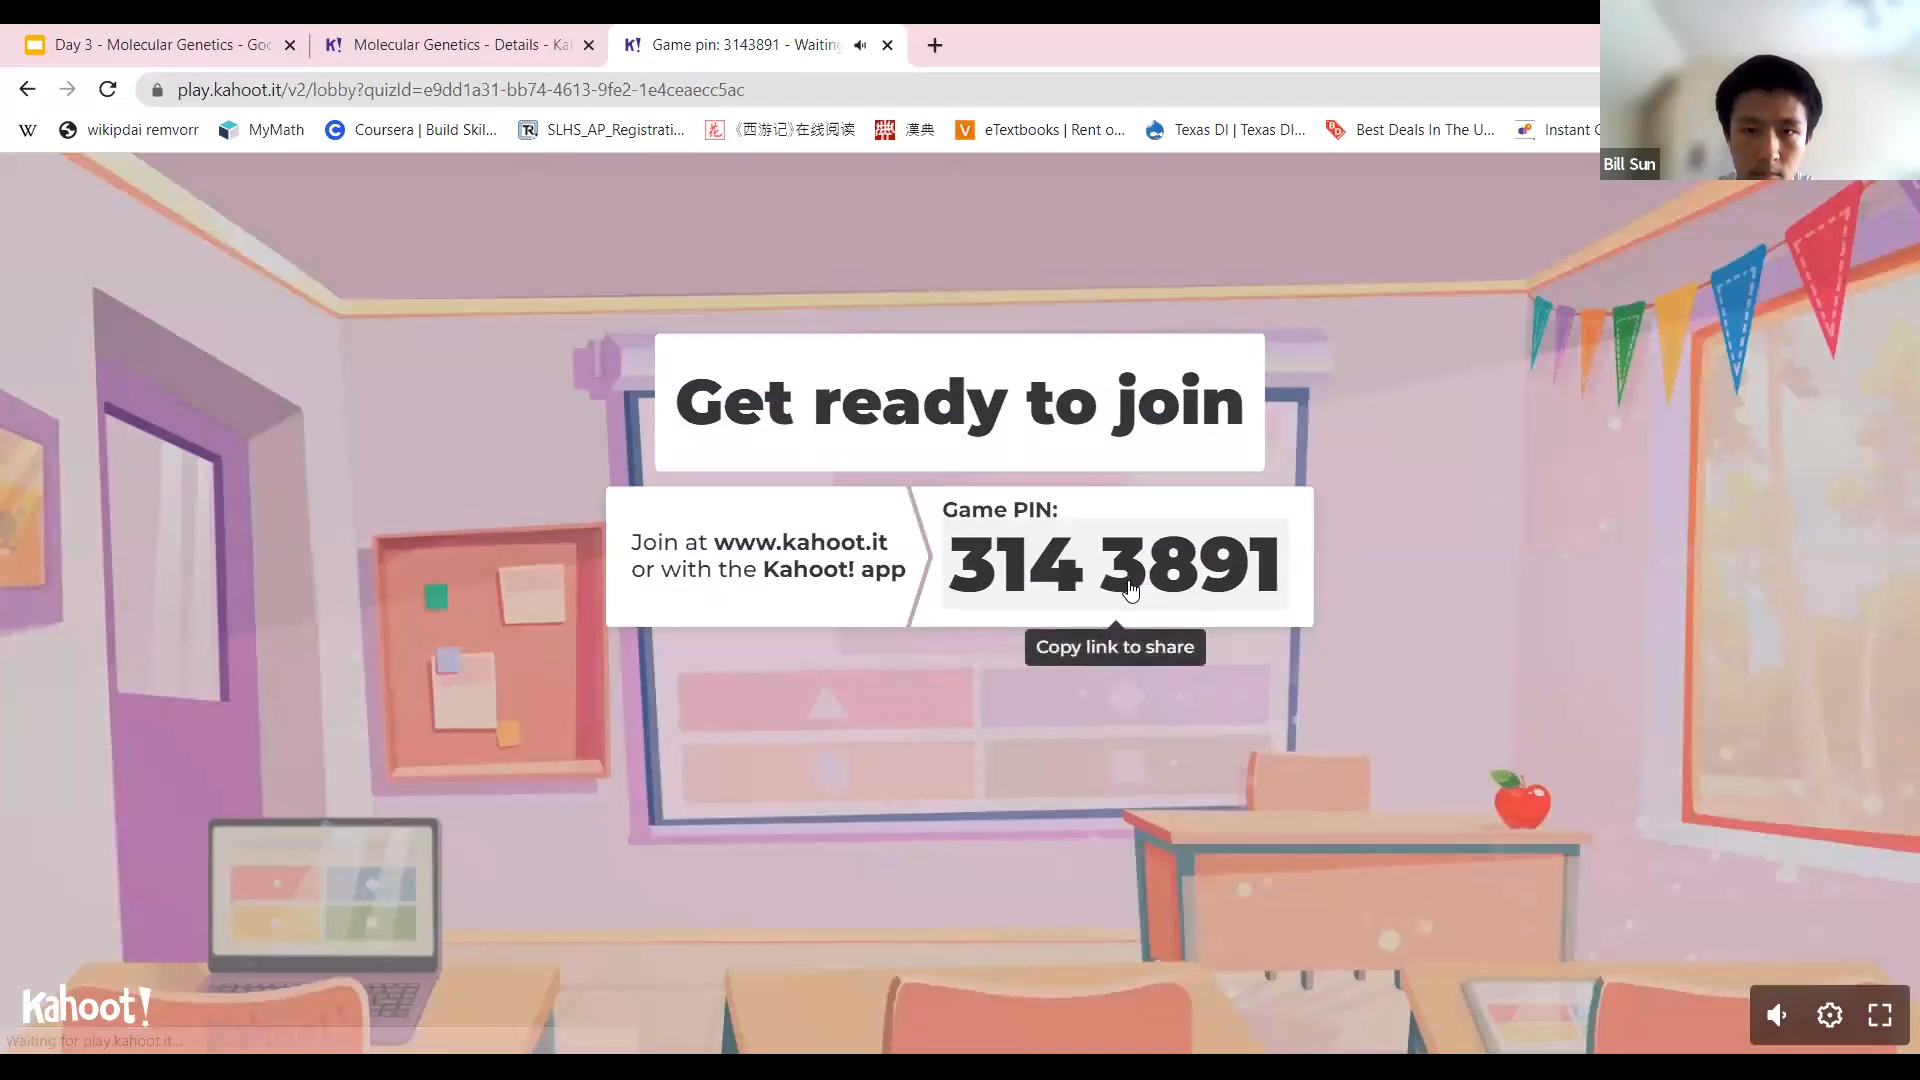 Day 3 - Molecular Genetics - Goo
Molecular Genetics - Details - Ka
Game pin: 3143891 - Waiting
play.kahoot.it/v2/lobby?quizId=e9dd1a31-bb74-4613-9fe2-1e4ceaecc5ac
W
wikipdai remvorr
MyMath
Coursera | Build Skil...
SLHS_AP_Registrati...
《西游记》在线阅读
漢典
eTextbooks | Rent o...
Texas DI | Texas DI...
Best Deals In The U...
Instant
Bill Sun
Get ready to join
Join at www.kahoot.it
or with the Kahoot! app
Game PIN:
314 3891
Copy link to share
Kahoot!
Waiting for play.kahoot.it...